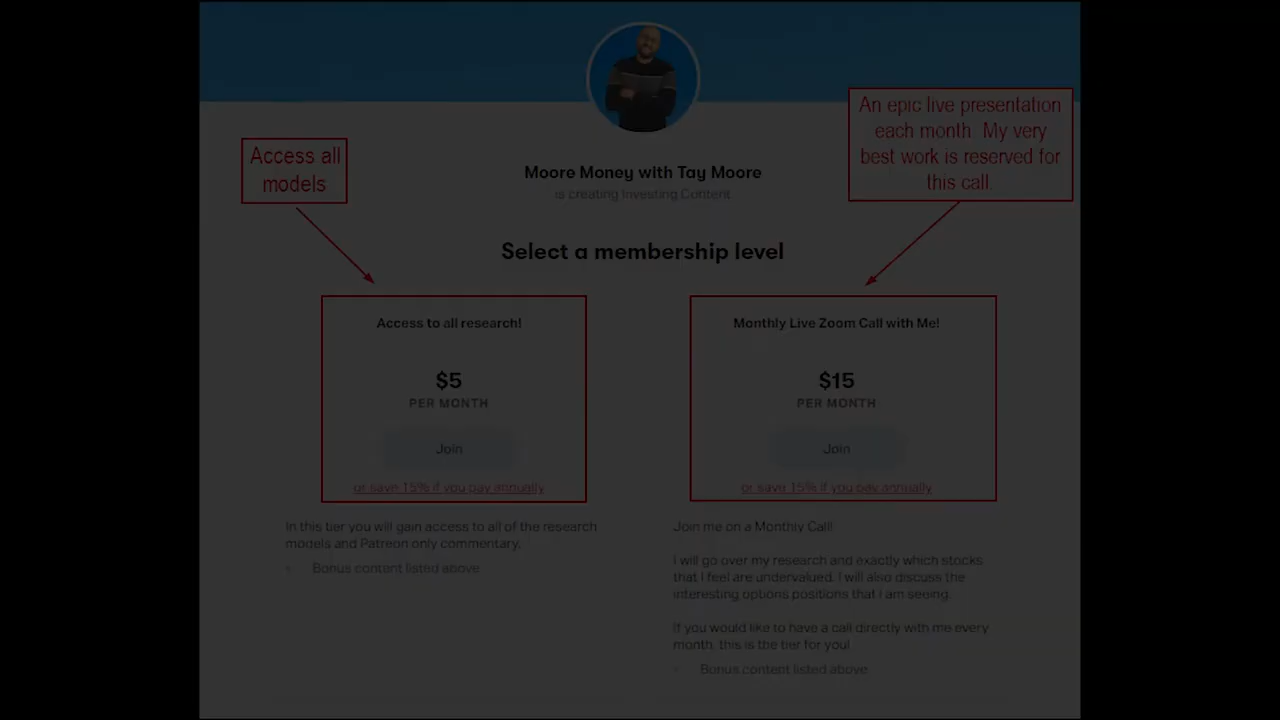 Moore Money with Tay Moore
is creating Investing Content
Access all
models
An epic live presentation
each month. My very
best work is reserved for
this call.
Select a membership level
Access to all research!
$5
PER MONTH
Join
or save 15% if you pay annually
In this tier you will gain access to all of the research
models and Patreon only commentary.
Bonus content listed above
Monthly Live Zoom Call with Me!
$15
PER MONTH
Join
or save 15% if you pay annually
Join me on a Monthly Call!
I will go over my research and exactly which stocks
that I feel are undervalued. I will also discuss the
interesting options positions that I am seeing.
If you would like to have a call directly with me every
month, this is the tier for you!
Bonus content listed above